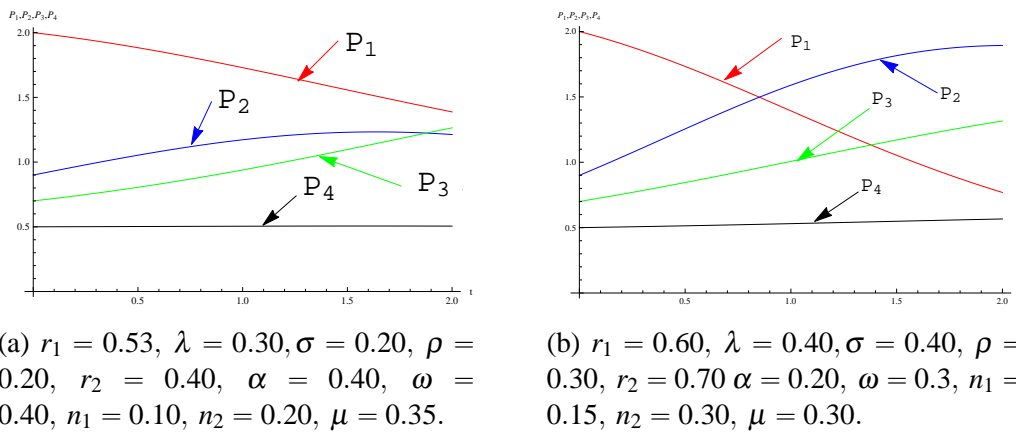 P₁,P₂,P₃,P₄
2.0
1.5
1.0
0.5
0.5
1.0
1.5
2.0
t
P₁
P₂
P₃
P₄
(a) r₁ = 0.53, λ = 0.30, σ = 0.20, ρ =
0.20, r₂ = 0.40, α = 0.40, ω =
0.40, n₁ = 0.10, n₂ = 0.20, μ = 0.35.
P₁,P₂,P₃,P₄
2.0
1.5
1.0
0.5
0.5
1.0
1.5
2.0
P₁
P₂
P₃
P₄
(b) r₁ = 0.60, λ = 0.40, σ = 0.40, ρ =
0.30, r₂ = 0.70 α = 0.20, ω = 0.3, n₁ =
0.15, n₂ = 0.30, μ = 0.30.